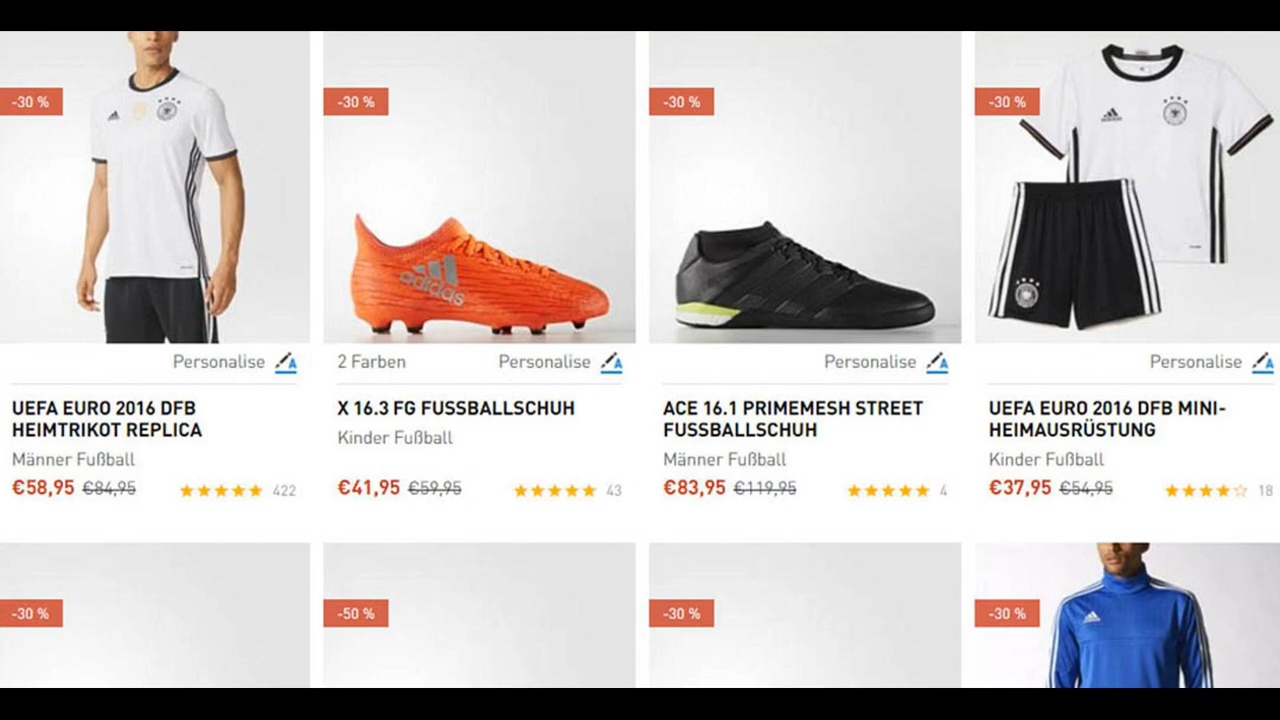 -30 %
-30 %
-30 %
-30 %
adidas
Personalise
2 Farben
Personalise
Personalise
Personalise
UEFA EURO 2016 DFB
HEIMTRIKOT REPLICA
Männer Fußball
€58,95 €84,95
422
X 16.3 FG FUSSBALLSCHUH
Kinder Fußball
€41,95 €59,95
43
ACE 16.1 PRIMEMESH STREET
FUSSBALLSCHUH
Männer Fußball
€83,95 €119,95
4
UEFA EURO 2016 DFB MINI-
HEIMAUSRÜSTUNG
Kinder Fußball
€37,95 €54,95
18
-30 %
-50 %
-30 %
-30 %